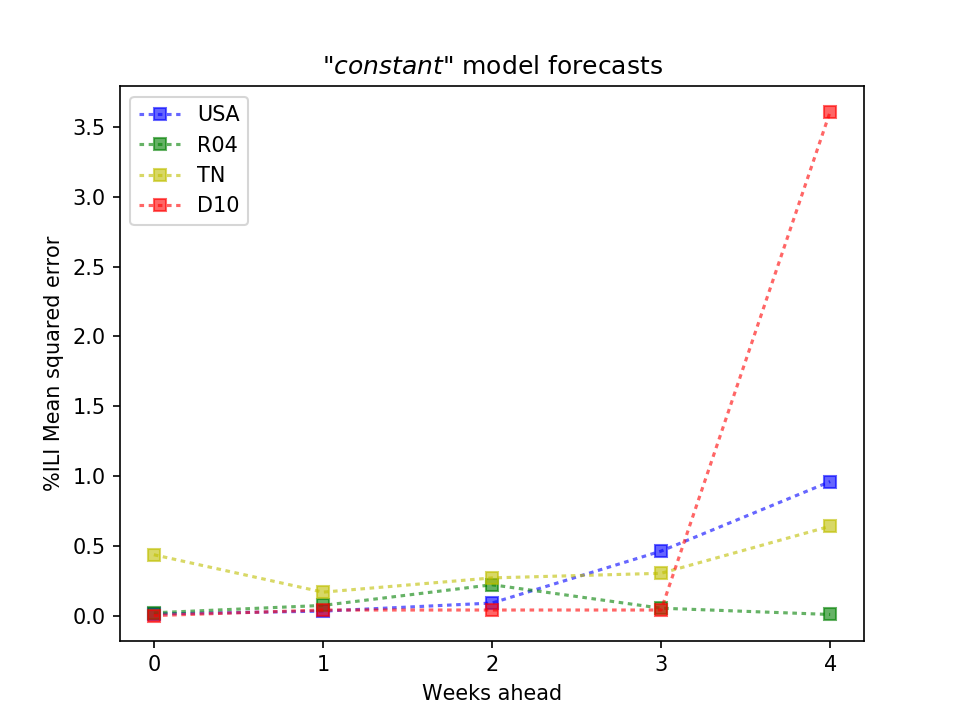 "constant" model forecasts
USA
R04
TN
D10
%ILI Mean squared error
3.5
3.0
2.5
2.0
1.5
1.0
0.5
0.0
0 1 2 3 4
Weeks ahead